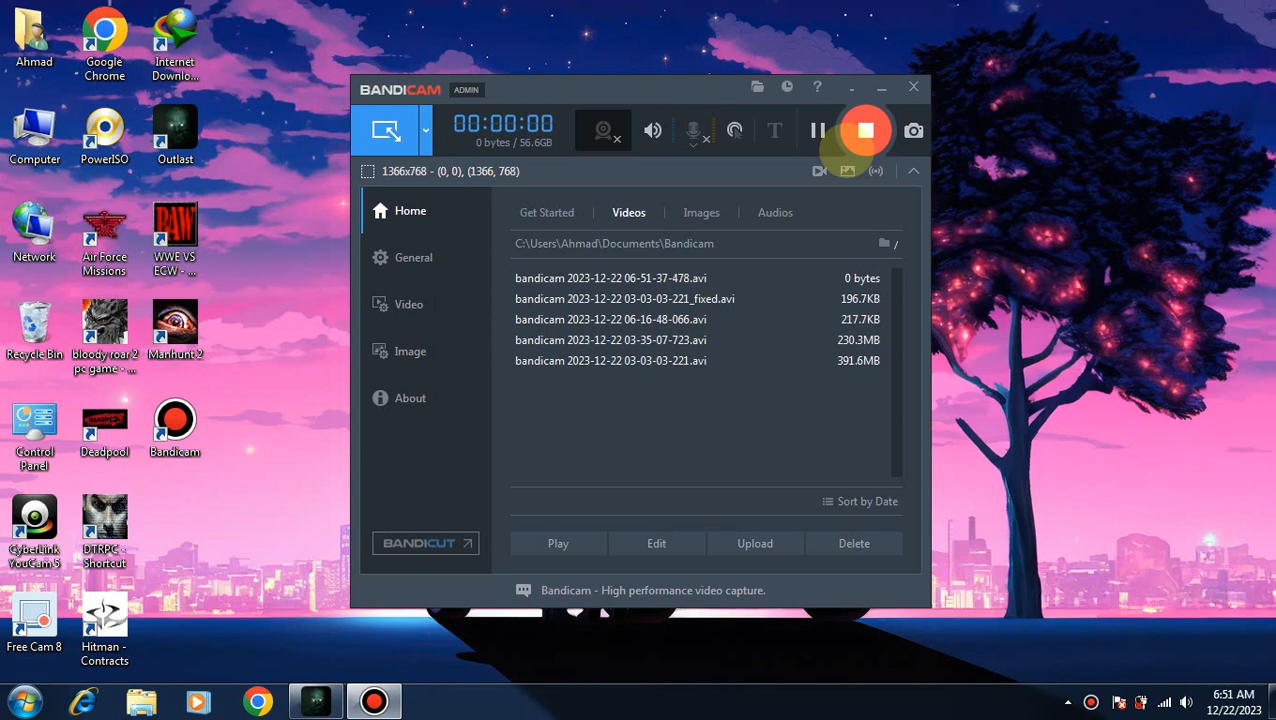 Ahmad
Google
Chrome
Internet
Downlo...
Computer
PowerISO
Outlast
Network
Air Force
Missions
RAW
WWE VS
ECW - ...
Recycle Bin
bloody roar 2
pc game - ...
Manhunt 2
Control
Panel
DEADPOOL
Deadpool
Bandicam
CyberLink
YouCam 5
DTRPC -
Shortcut
Free Cam 8
Hitman -
Contracts
BANDICAM ADMIN
?
00:00:00
0 bytes / 56.6GB
T
1366x768 - (0, 0), (1366, 768)
Home
General
Video
Image
About
BANDICUT
Get Started
Videos
Images
Audios
C:\Users\Ahmad\Documents\Bandicam
/
bandicam 2023-12-22 06-51-37-478.avi 0 bytes
bandicam 2023-12-22 03-03-03-221_fixed.avi 196.7KB
bandicam 2023-12-22 06-16-48-066.avi 217.7KB
bandicam 2023-12-22 03-35-07-723.avi 230.3MB
bandicam 2023-12-22 03-03-03-221.avi 391.6MB
Sort by Date
Play
Edit
Upload
Delete
Bandicam - High performance video capture.
6:51 AM
12/22/2023